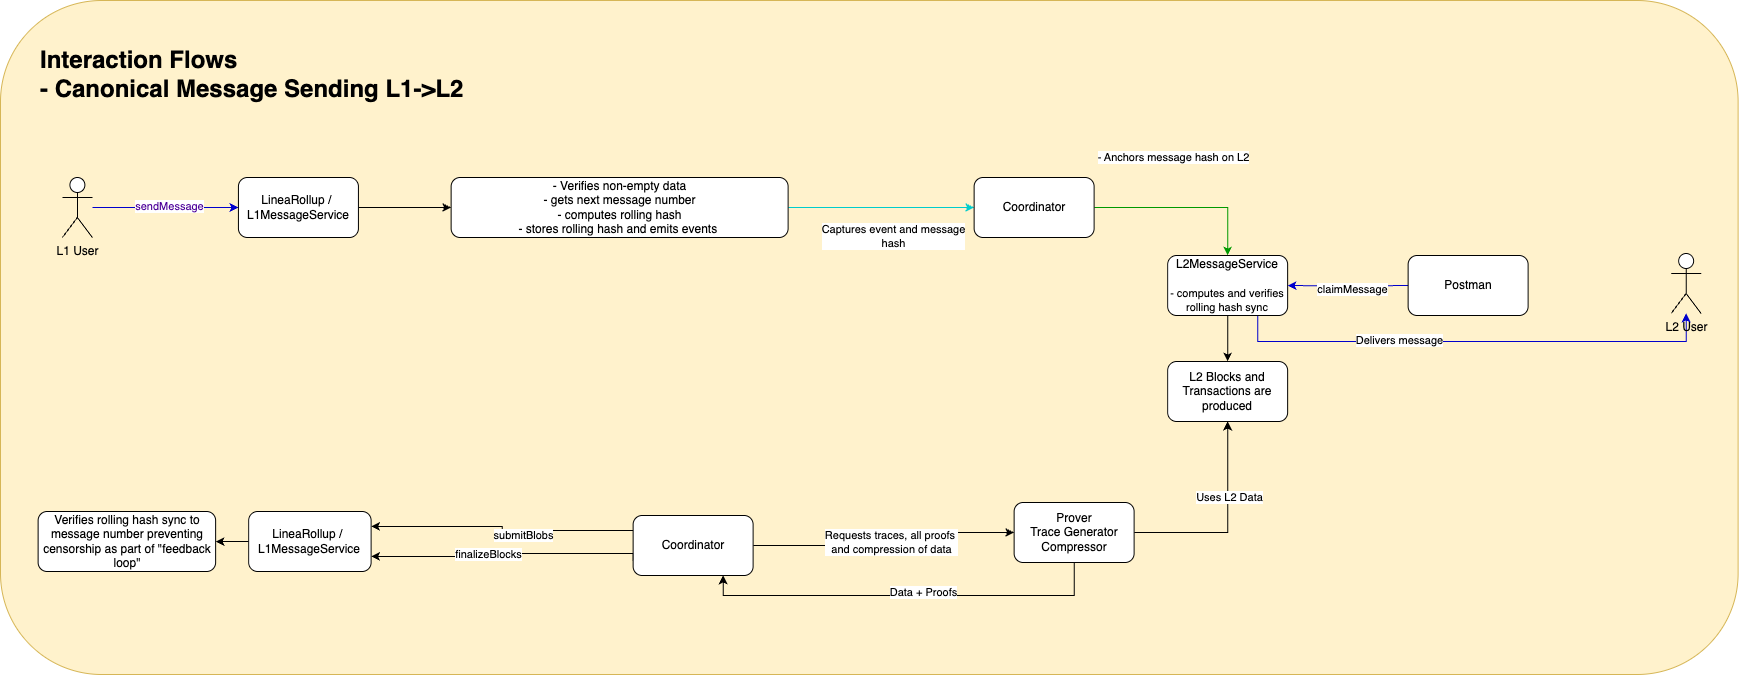 Interaction Flows
- Canonical Message Sending L1->L2
- Anchors message hash on L2
L1 User
sendMessage
LineaRollup /
L1MessageService
- Verifies non-empty data
- gets next message number
- computes rolling hash
- stores rolling hash and emits events
Captures event and message
hash
Coordinator
L2MessageService
- computes and verifies
rolling hash sync
claimMessage
Postman
L2 User
Delivers message
L2 Blocks and
Transactions are
produced
Uses L2 Data
Verifies rolling hash sync to
message number preventing
censorship as part of "feedback
loop"
LineaRollup /
L1MessageService
submitBlobs
finalizeBlocks
Coordinator
Requests traces, all proofs
and compression of data
Prover
Trace Generator
Compressor
Data + Proofs